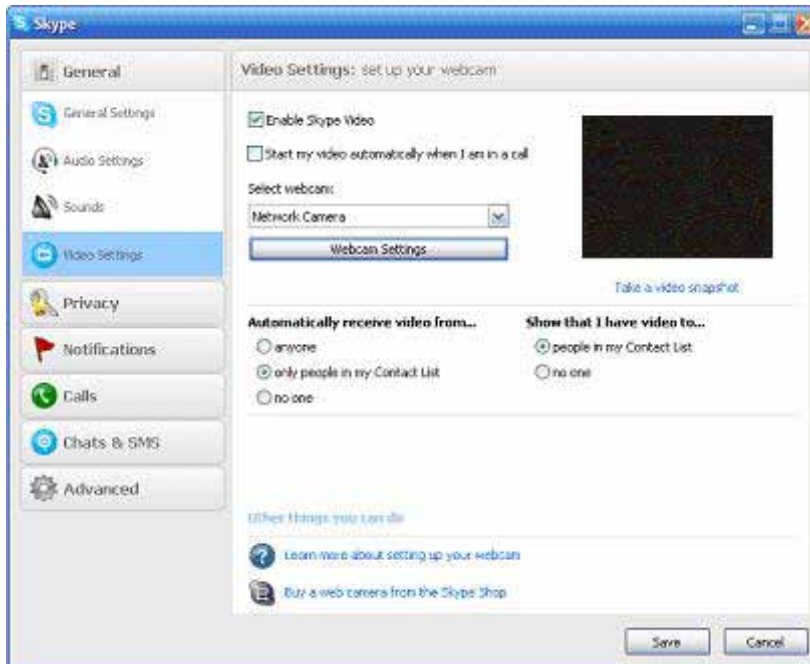 Skype
General
General Settings
Audio Settings
Sounds
Video Settings
Privacy
Notifications
Calls
Chats & SMS
Advanced
Video Settings: set up your webcam
Enable Skype Video
Start my video automatically when I am in a call
Select webcam:
Network Camera
Webcam Settings
Take a video snapshot
Automatically receive video from...
anyone
only people in my Contact List
no one
Show that I have video to...
people in my Contact List
no one
Other things you can do
Learn more about setting up your webcam
Buy a web camera from the Skype Shop
Save
Cancel